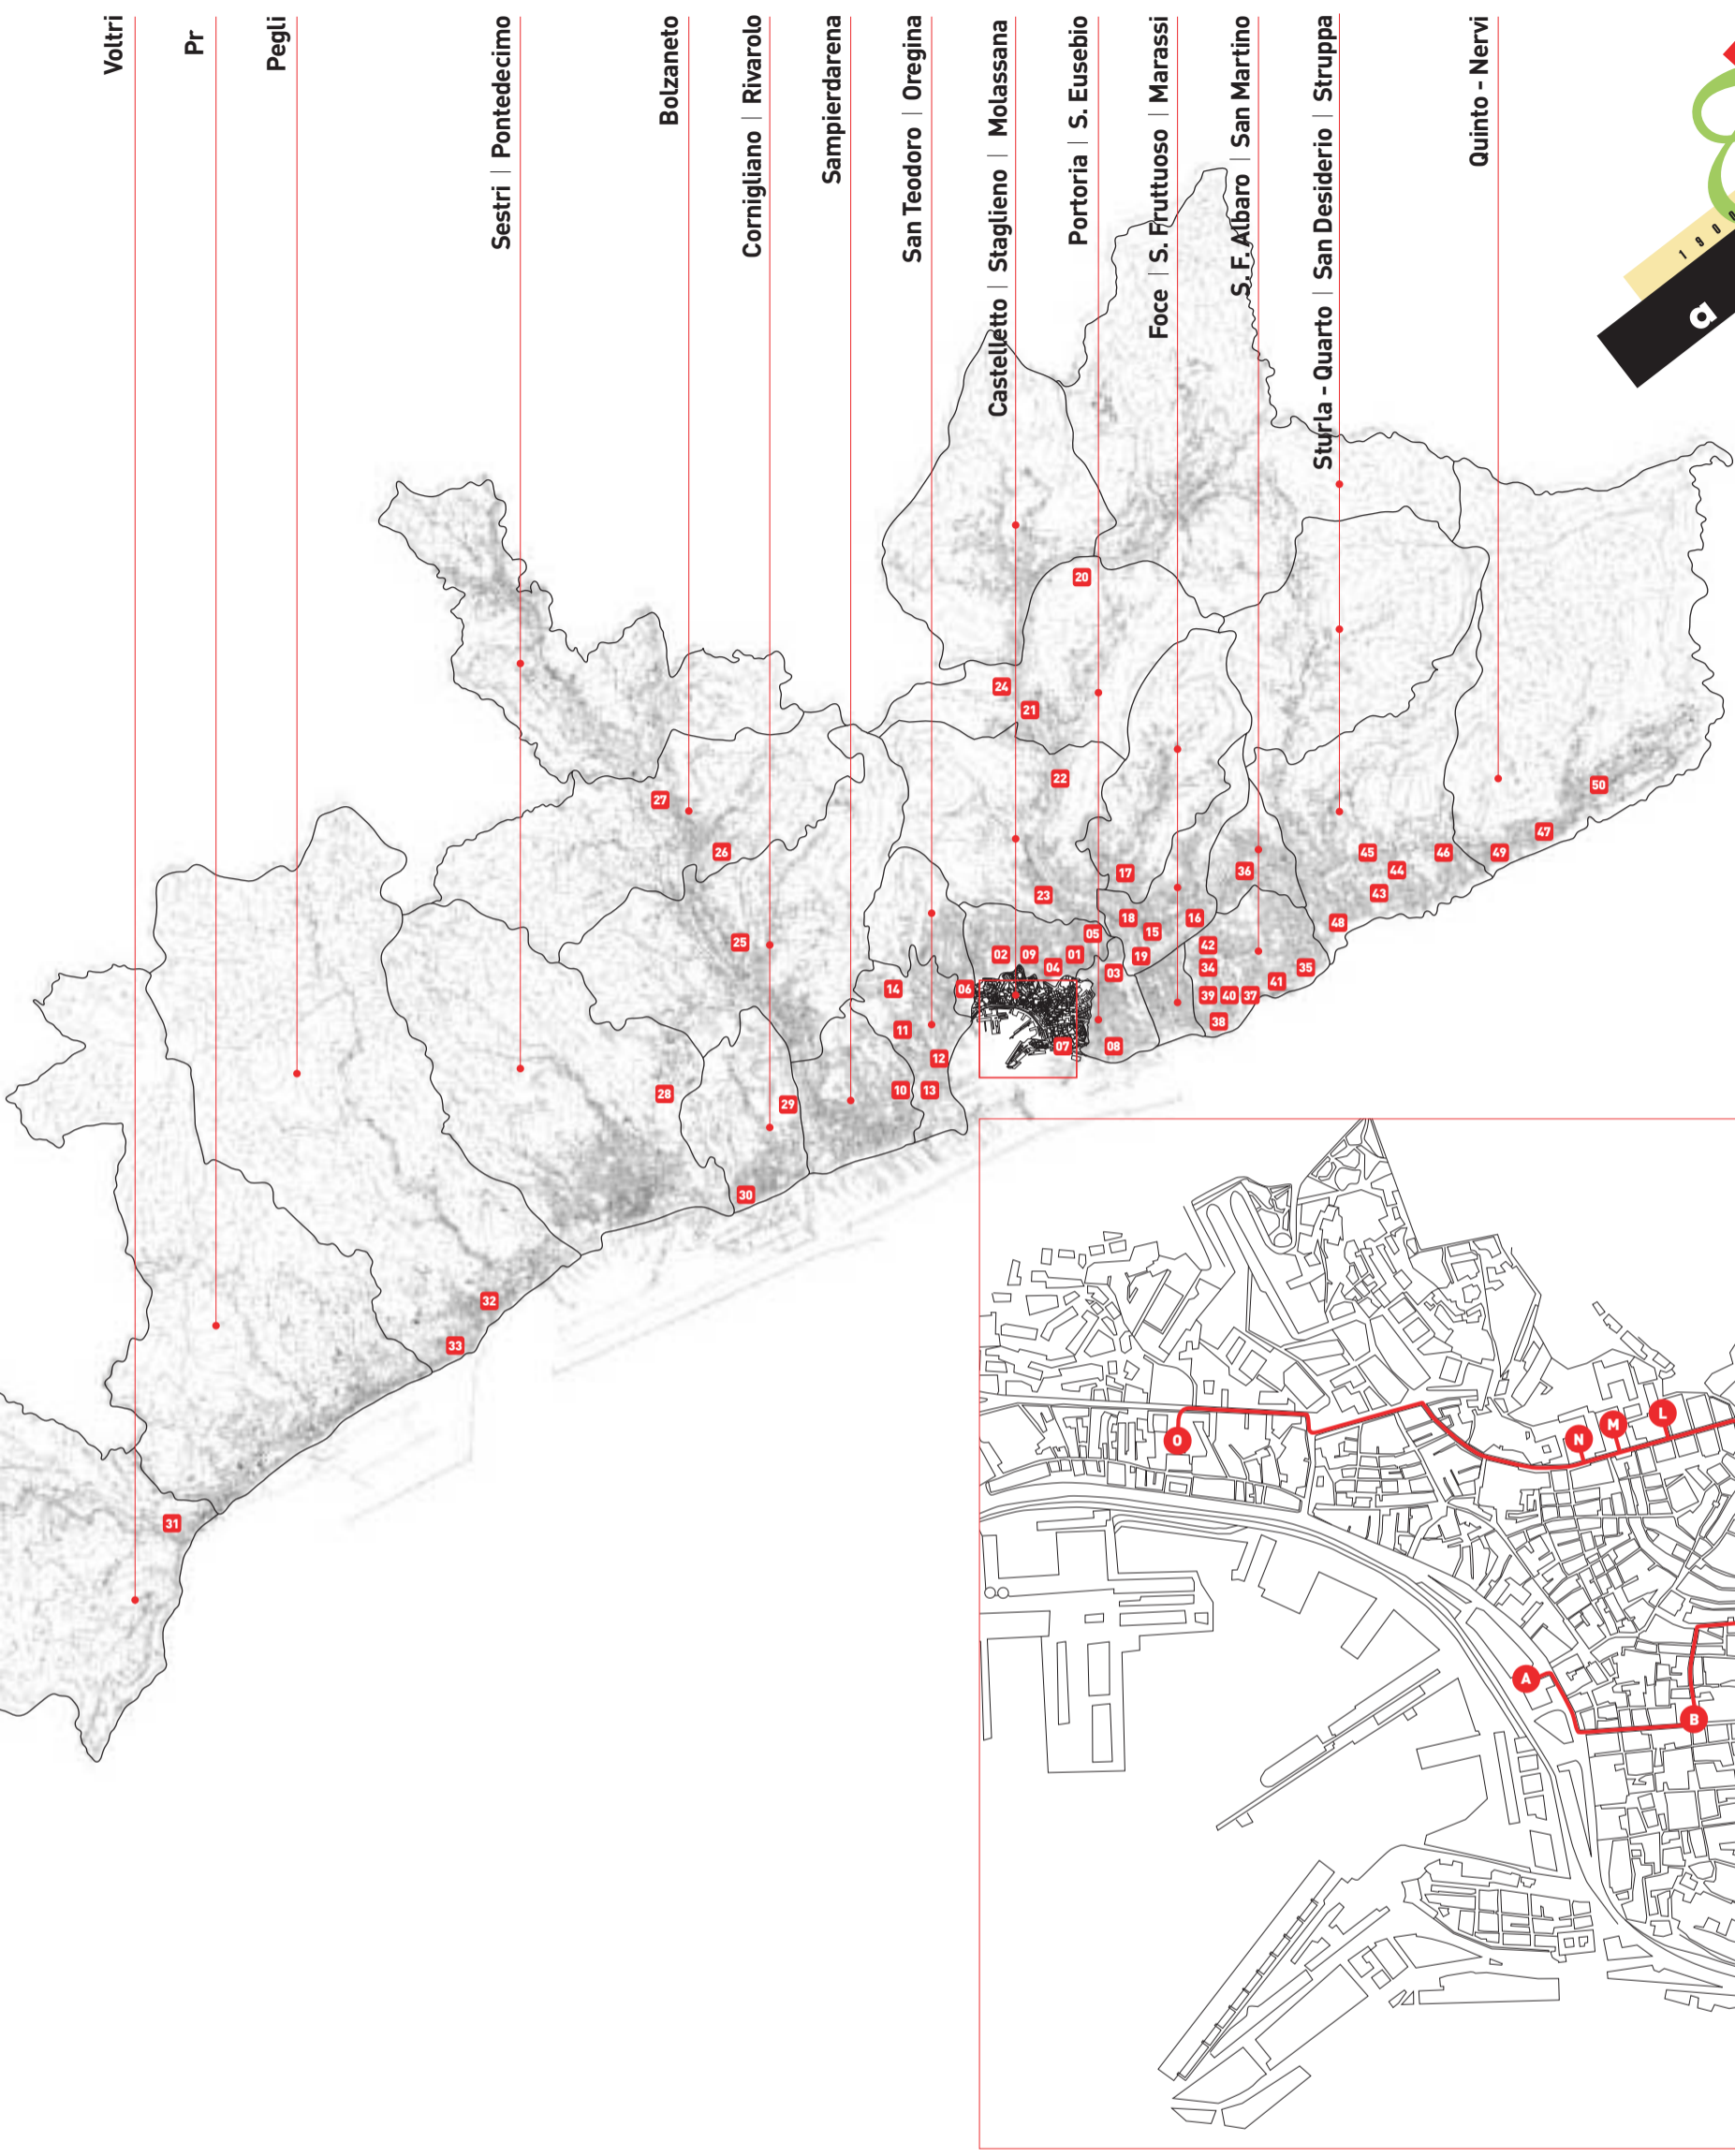 Voltri
Pr
Pegli
Sestri | Pontedecimo
Bolzaneto
Cornigliano | Rivarolo
Sampierdarena
San Teodoro | Oregina
Castelletto | Staglieno | Molassana
Portoria | S. Eusebio
Foce | S. Fruttuoso | Marassi
S. F. Albaro | San Martino
Sturla - Quarto | San Desiderio | Struppa
Quinto - Nervi
190
a
20
24
21
22
27
26
50
47
45
46
49
44
43
17
36
23
25
18
16
48
15
05
42
02
09
01
19
04
34
35
03
14
06
41
39
40
37
38
11
07
08
12
28
10
13
29
30
32
33
31
L
M
N
O
A
B